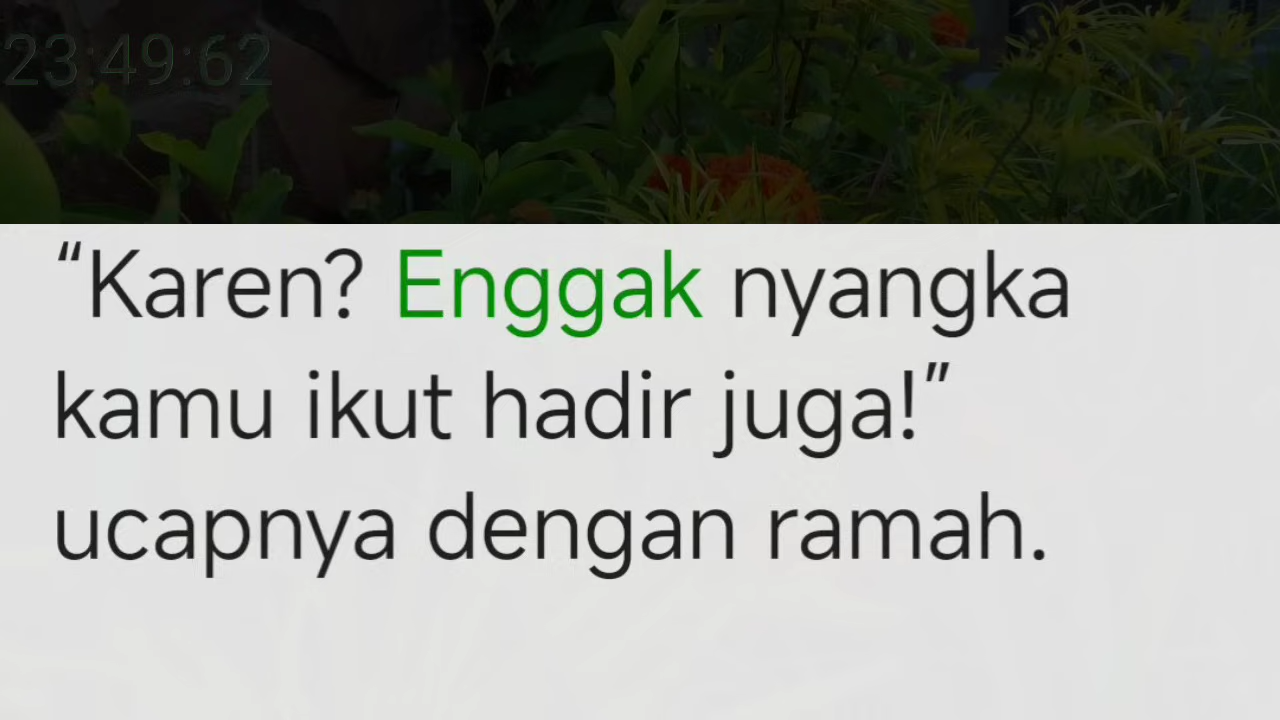 23:49:62
“Karen? Enggak nyangka
kamu ikut hadir juga!”
ucapnya dengan ramah.